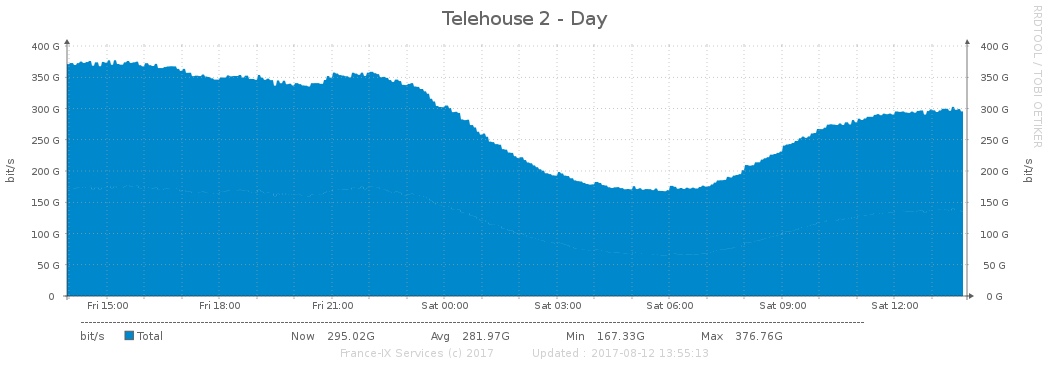 Telehouse 2 - Day
RRDTOOL / TOBI OETIKER
400 G 400 G
350 G 350 G
300 G 300 G
250 G 250 G
200 G 200 G
150 G 150 G
100 G 100 G
50 G 50 G
0 0 G
bit/s bit/s
Fri 15:00 Fri 18:00 Fri 21:00 Sat 00:00 Sat 03:00 Sat 06:00 Sat 09:00 Sat 12:00
bit/s Total Now 295.02G Avg 281.97G Min 167.33G Max 376.76G
France-IX Services (c) 2017 Updated : 2017-08-12 13:55:13